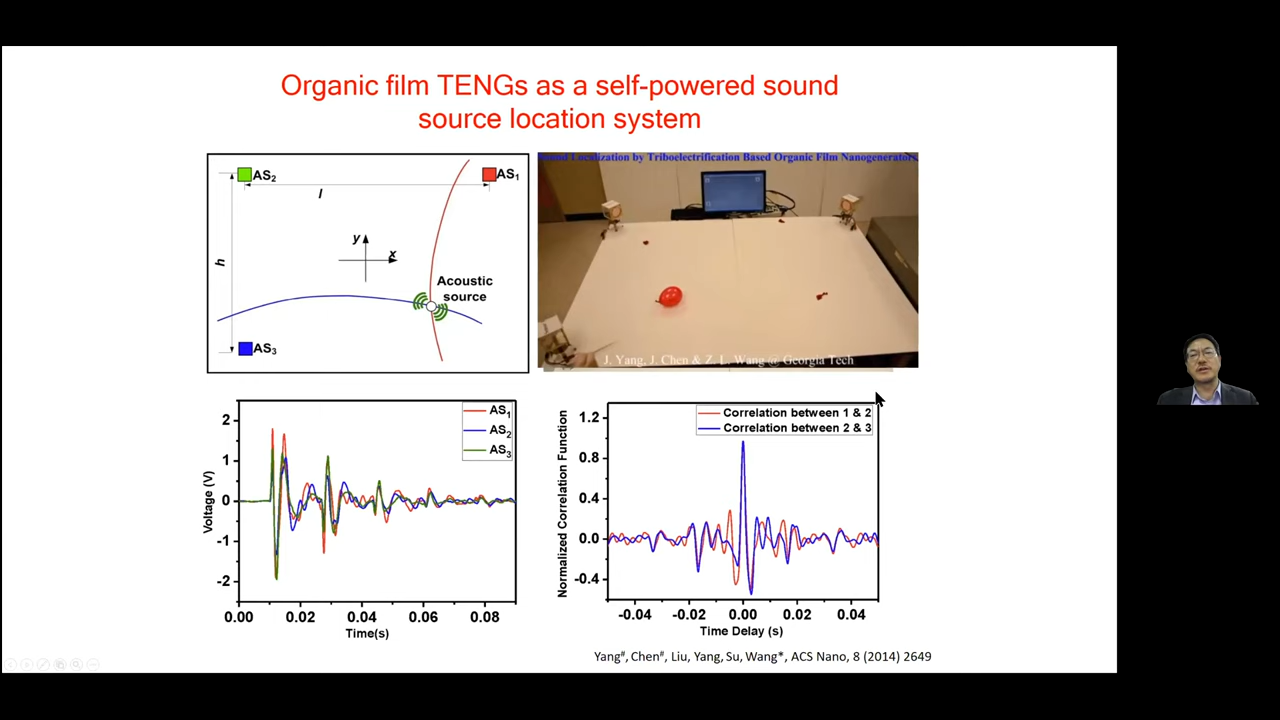 Organic film TENGs as a self-powered sound
source location system
AS2
AS1
l
h
y
x
Acoustic
source
AS3
Sound Localization by Triboelectrification Based Organic Film Nanogenerators
J. Yang, J. Chen & Z. L. Wang @ Georgia Tech
2
1
0
-1
-2
Voltage (V)
AS1
AS2
AS3
0.00 0.02 0.04 0.06 0.08
Time(s)
1.2
0.8
0.4
0.0
-0.4
Normalized Correlation Function
Correlation between 1 & 2
Correlation between 2 & 3
-0.04 -0.02 0.00 0.02 0.04
Time Delay (s)
Yang#, Chen#, Liu, Yang, Su, Wang*, ACS Nano, 8 (2014) 2649